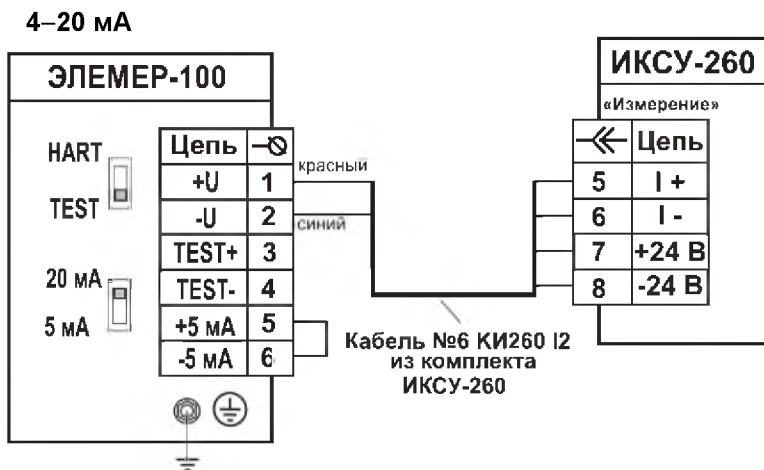 4–20 мА
ЭЛЕМЕР-100
HART
TEST
20 мА
5 мА
Цепь
+U 1
-U 2
TEST+ 3
TEST- 4
+5 мА 5
-5 мА 6
красный
синий
Кабель №6 КИ260 I2
из комплекта
ИКСУ-260
ИКСУ-260
«Измерение»
Цепь
5 I +
6 I -
7 +24 В
8 -24 В